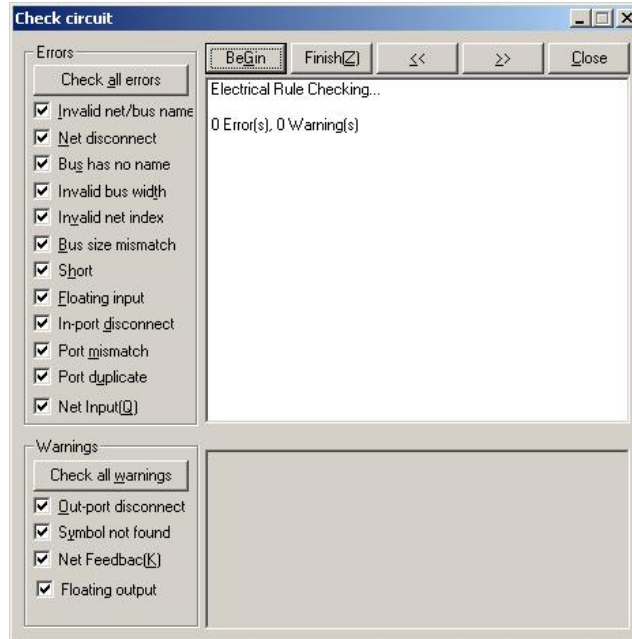 Check circuit
Errors
Check all errors
Invalid net/bus name
Net disconnect
Bus has no name
Invalid bus width
Invalid net index
Bus size mismatch
Short
Floating input
In-port disconnect
Port mismatch
Port duplicate
Net Input(Q)
BeGin Finish(Z) << >> Close
Electrical Rule Checking...
0 Error(s), 0 Warning(s)
Warnings
Check all warnings
Out-port disconnect
Symbol not found
Net Feedbac(K)
Floating output